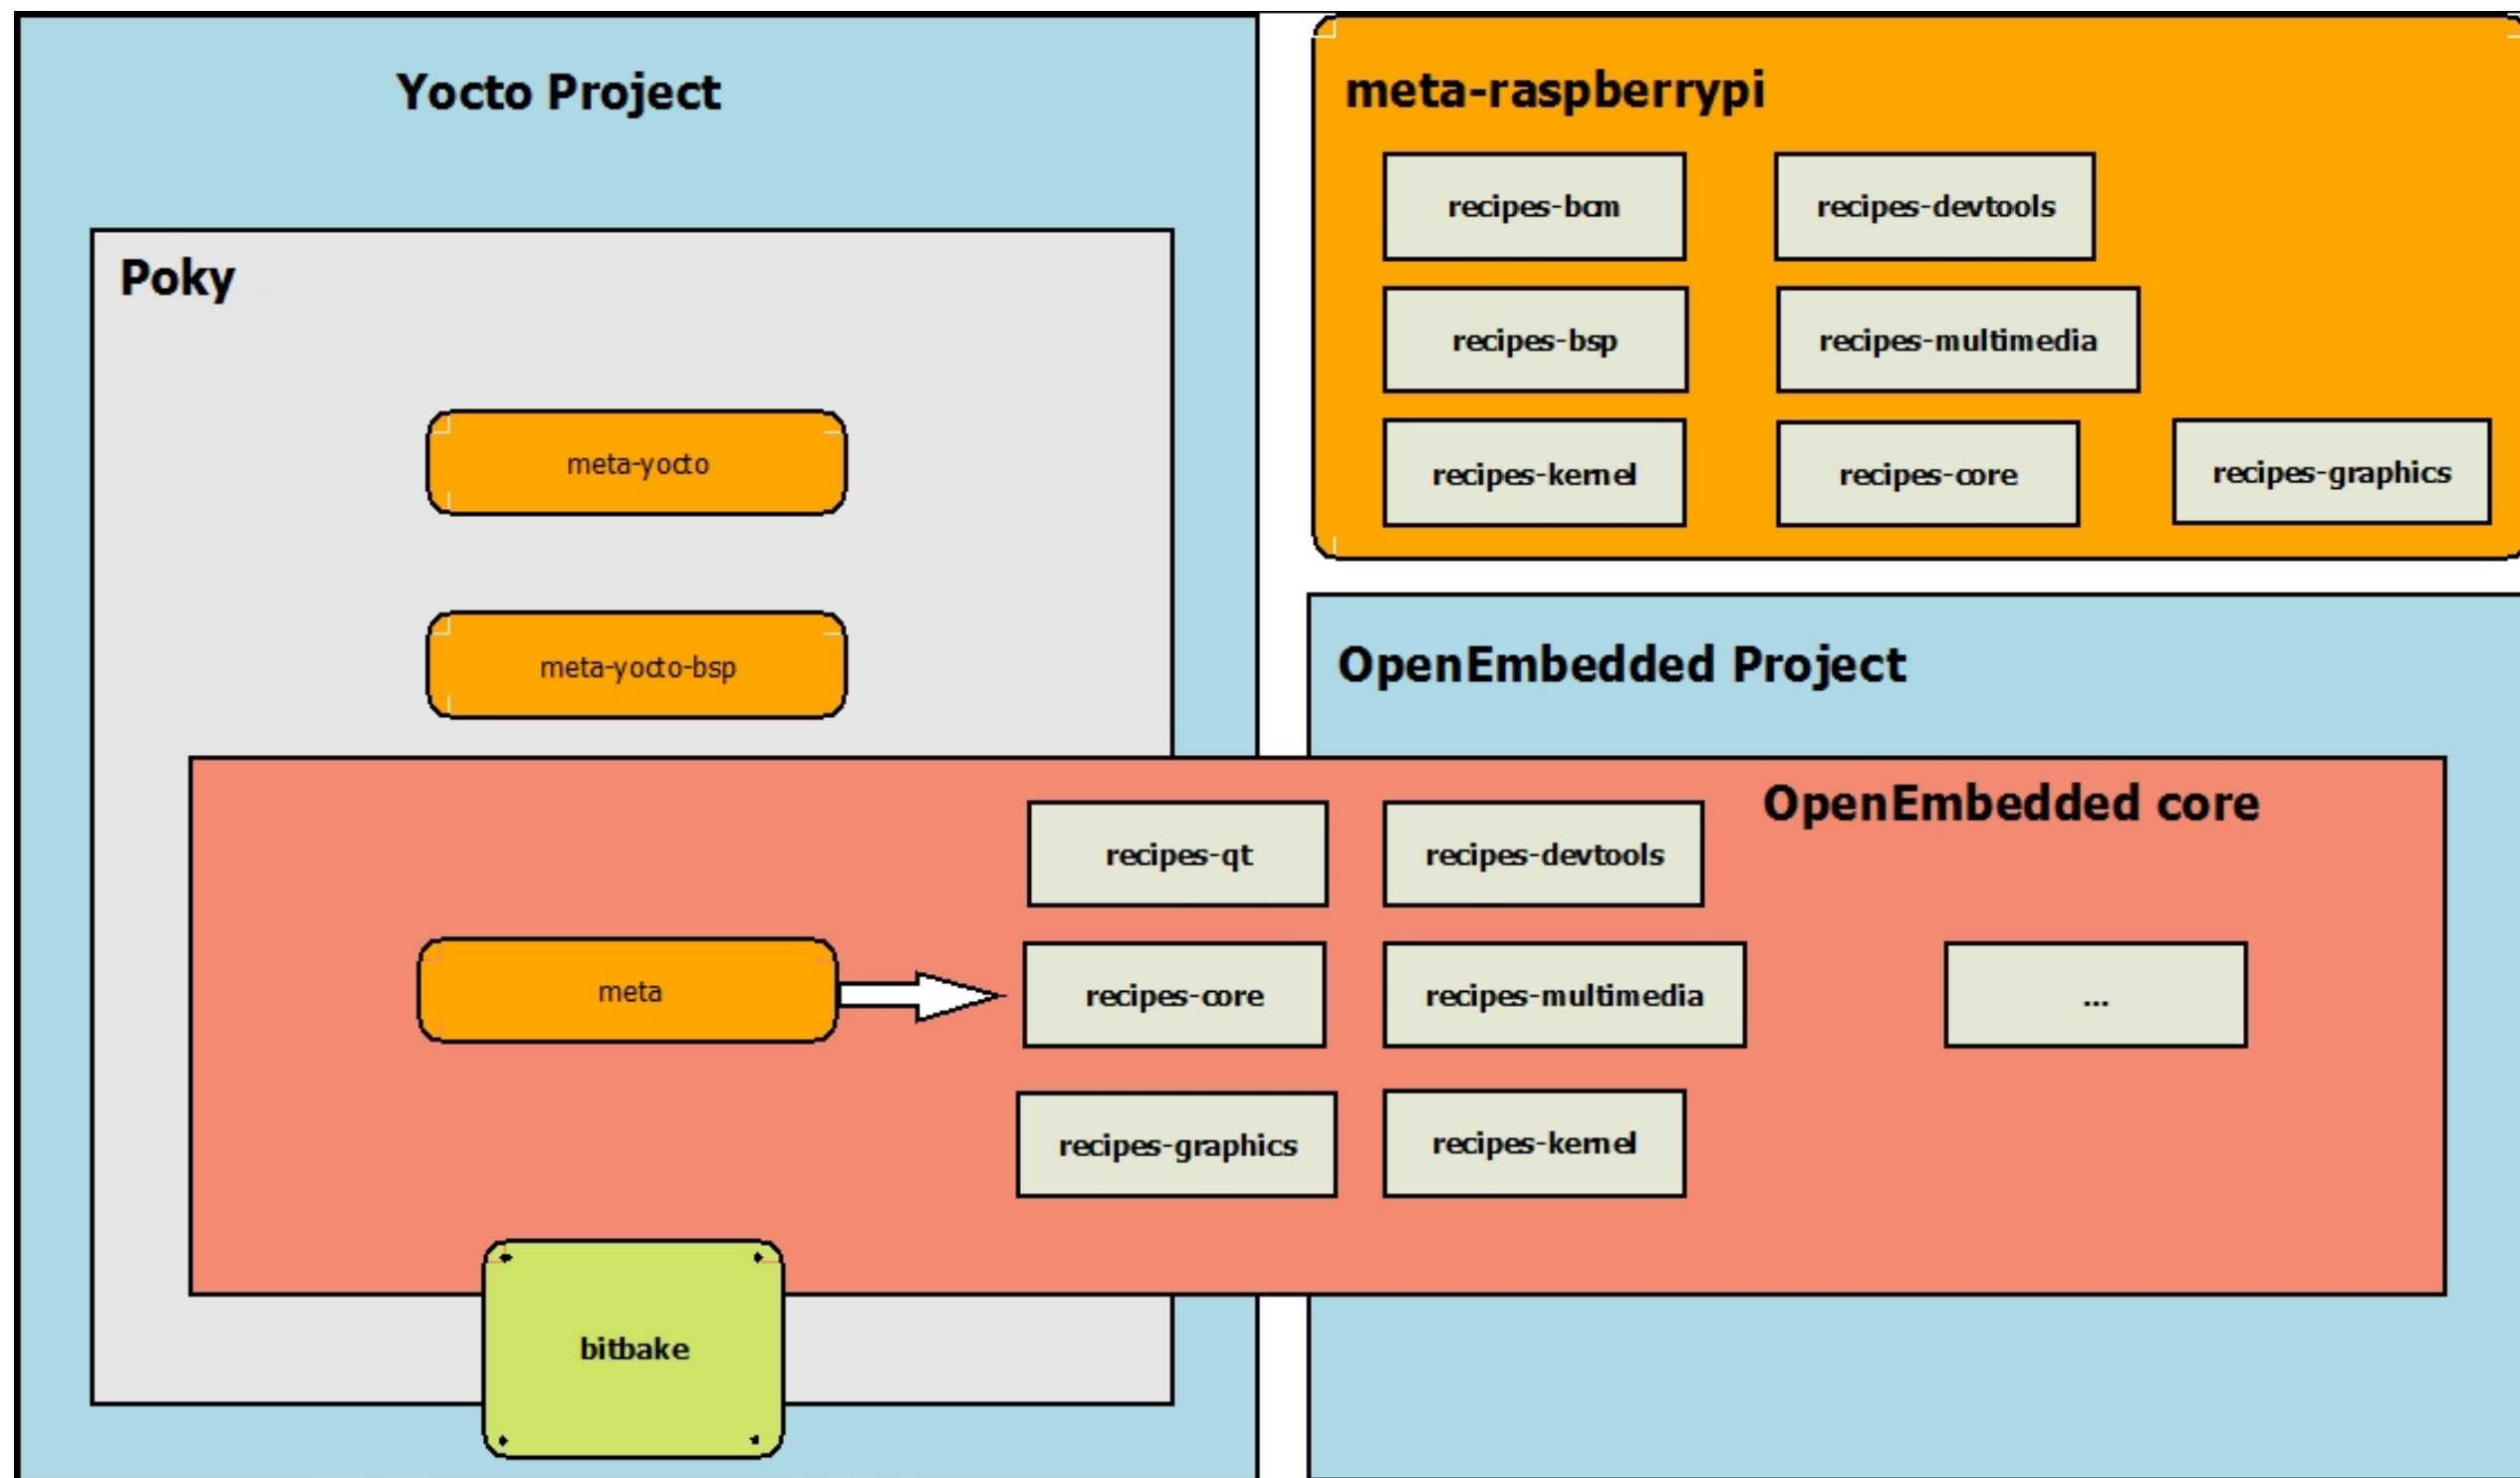 Yocto Project
Poky
meta-yocto
meta-yocto-bsp
meta
bitbake
meta-raspberrypi
recipes-bcm
recipes-devtools
recipes-bsp
recipes-multimedia
recipes-kernel
recipes-core
recipes-graphics
OpenEmbedded Project
OpenEmbedded core
recipes-qt
recipes-devtools
recipes-core
recipes-multimedia
...
recipes-graphics
recipes-kernel